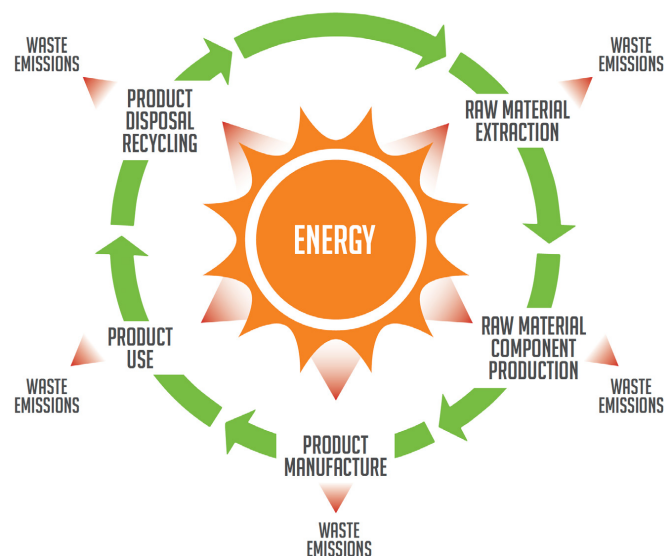 WASTE
EMISSIONS
WASTE
EMISSIONS
PRODUCT
DISPOSAL
RECYCLING
RAW MATERIAL
EXTRACTION
ENERGY
PRODUCT
USE
RAW MATERIAL
COMPONENT
PRODUCTION
WASTE
EMISSIONS
WASTE
EMISSIONS
PRODUCT
MANUFACTURE
WASTE
EMISSIONS